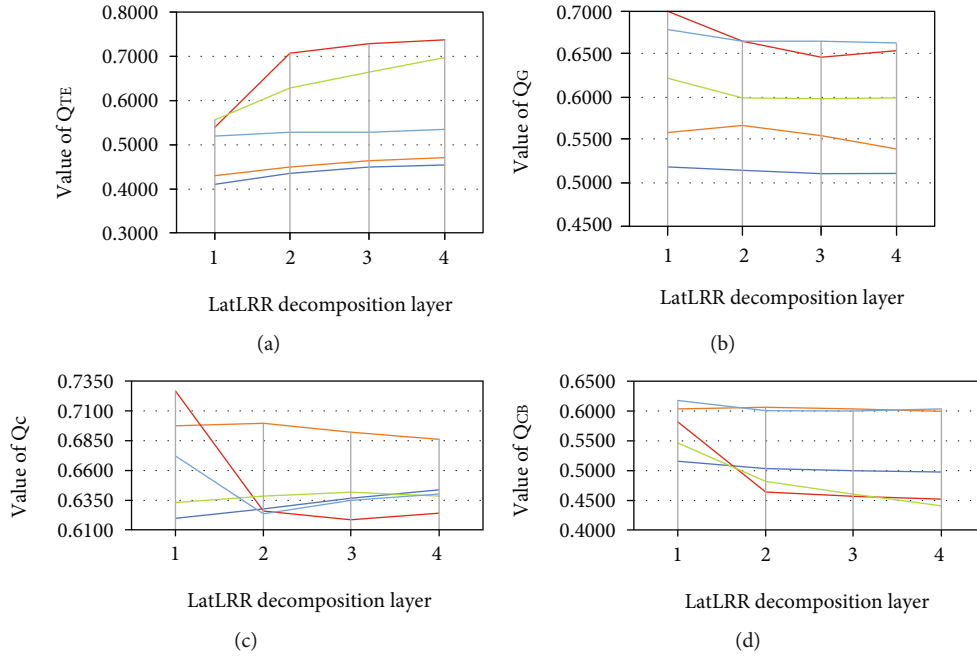 Value of QTE
0.8000
0.7000
0.6000
0.5000
0.4000
0.3000
1 2 3 4
LatLRR decomposition layer
(a)
Value of QG
0.7000
0.6500
0.6000
0.5500
0.5000
0.4500
1 2 3 4
LatLRR decomposition layer
(b)
Value of Qc
0.7350
0.7100
0.6850
0.6600
0.6350
0.6100
1 2 3 4
LatLRR decomposition layer
(c)
Value of QCB
0.6500
0.6000
0.5500
0.5000
0.4500
0.4000
1 2 3 4
LatLRR decomposition layer
(d)